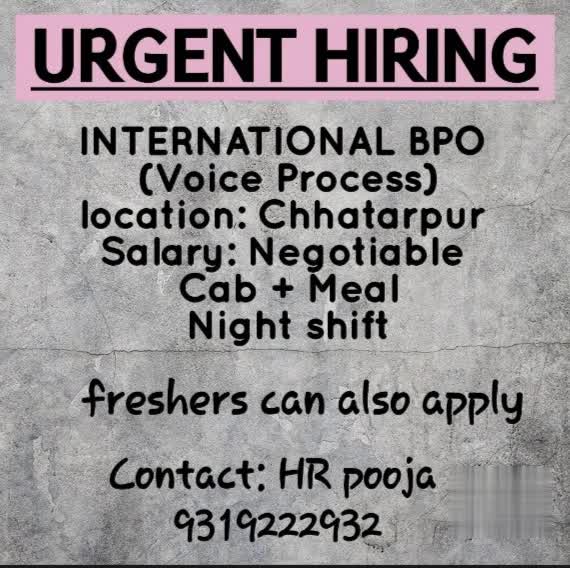 URGENT HIRING
INTERNATIONAL BPO
(Voice Process)
location: Chhatarpur
Salary: Negotiable
Cab + Meal
Night shift
freshers can also apply
Contact: HR pooja
9319222932